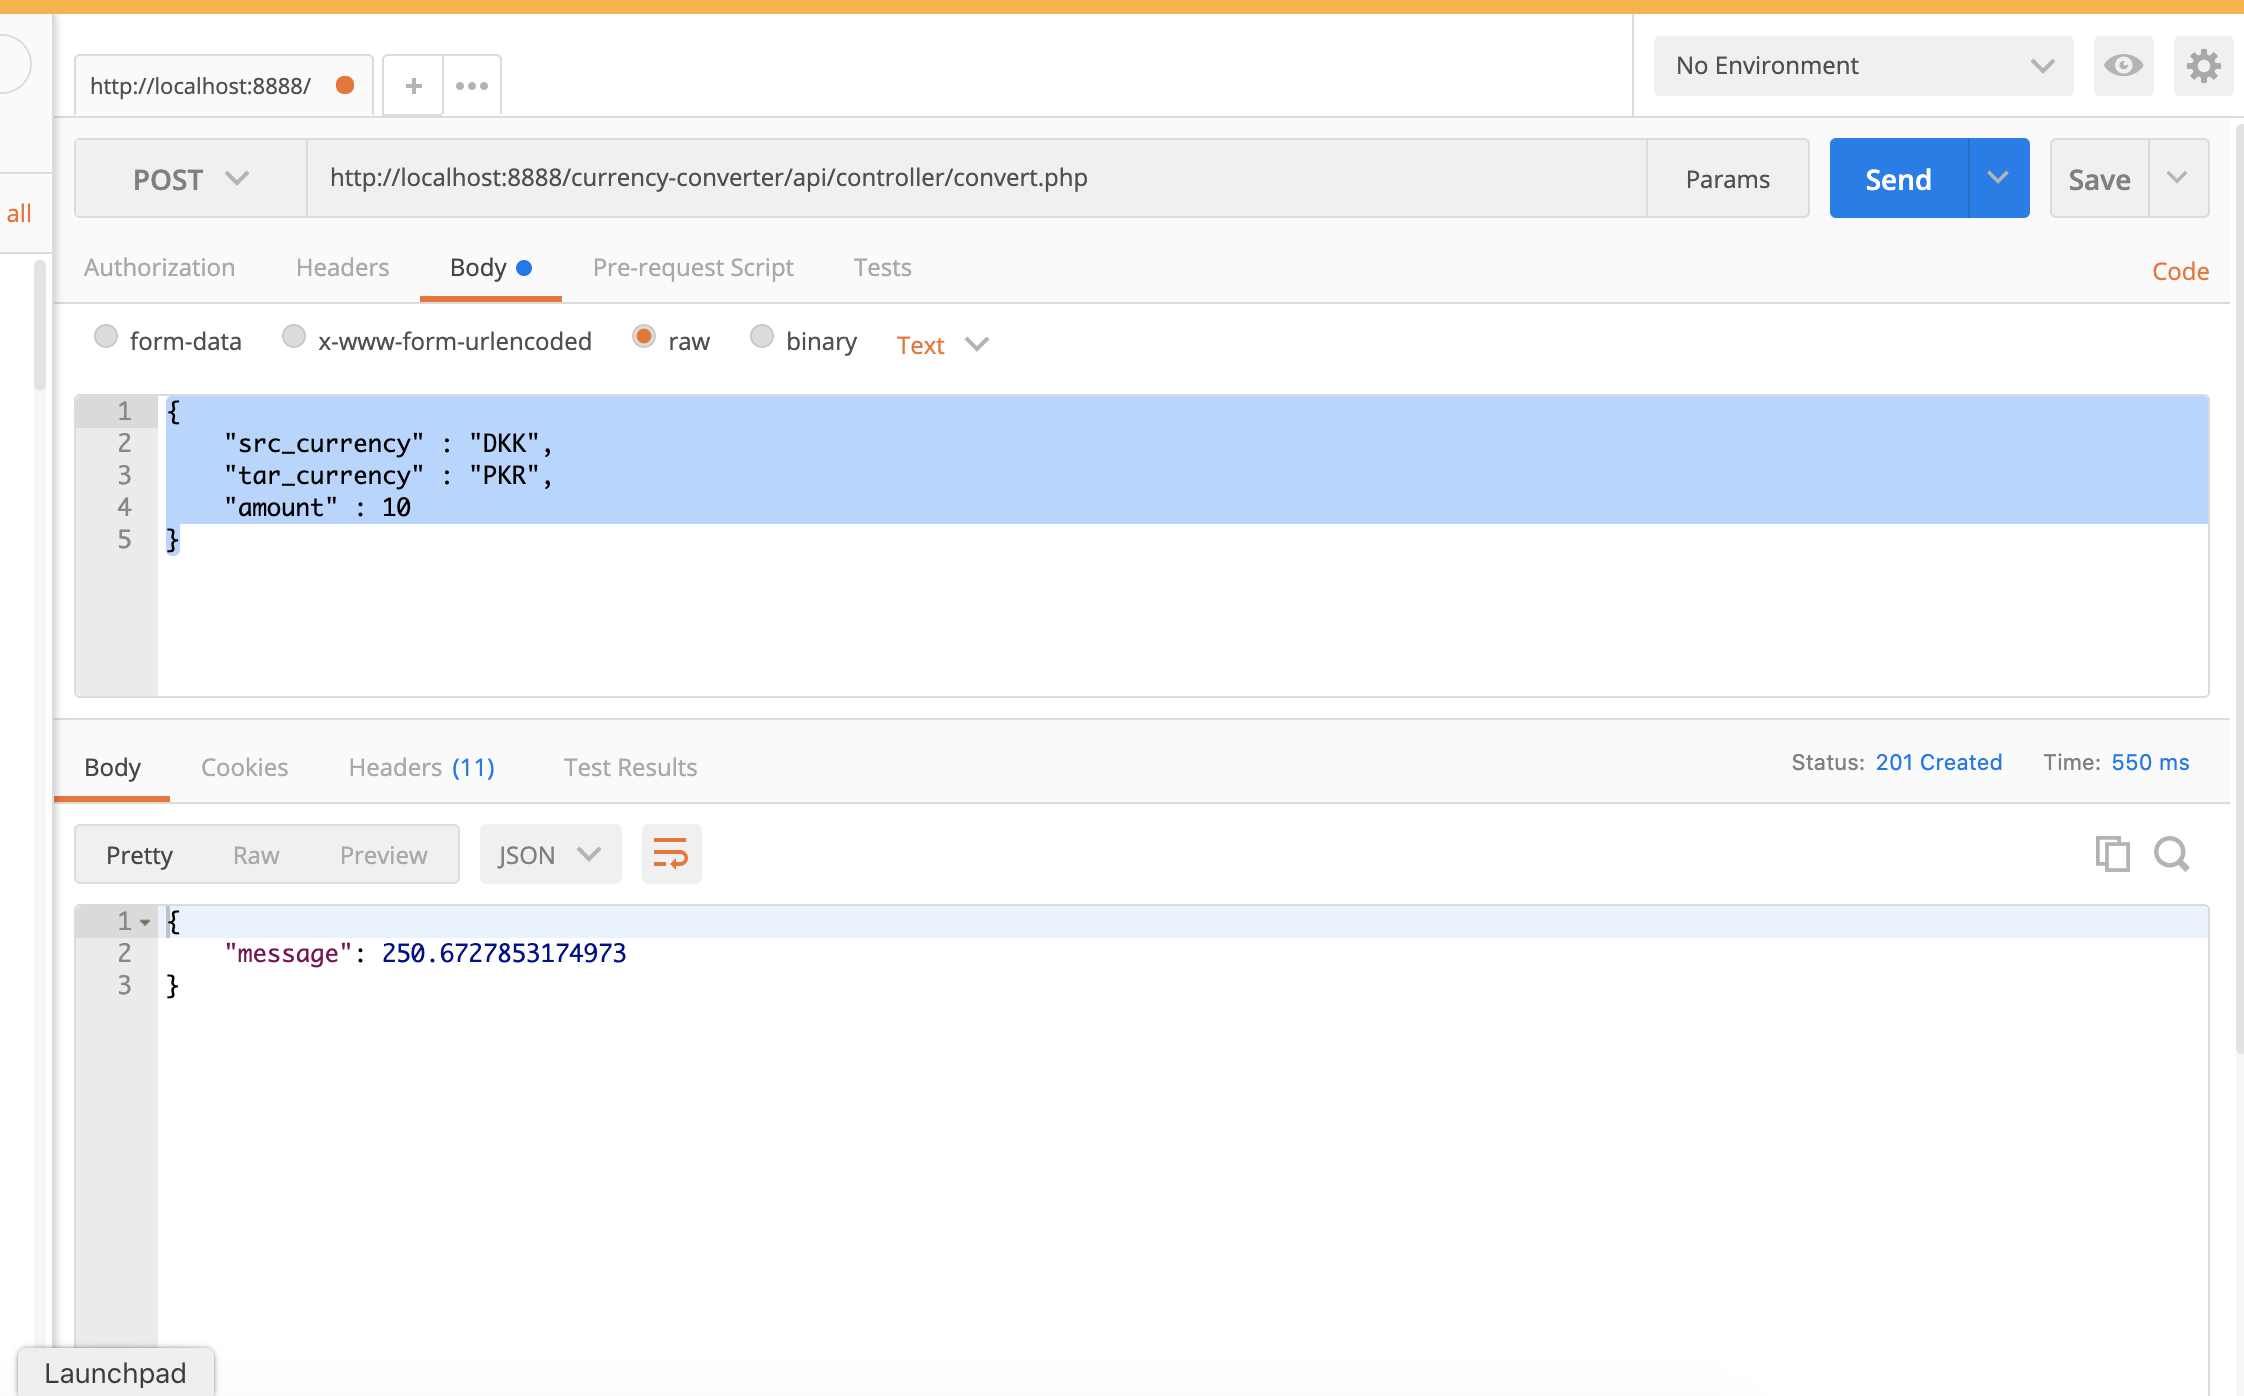 http://localhost:8888/
No Environment
all
POST
http://localhost:8888/currency-converter/api/controller/convert.php
Params
Send
Save
Authorization
Headers
Body
Pre-request Script
Tests
Code
form-data
x-www-form-urlencoded
raw
binary
Text
1 {
2 "src_currency" : "DKK",
3 "tar_currency" : "PKR",
4 "amount" : 10
5 }
Body
Cookies
Headers (11)
Test Results
Status: 201 Created
Time: 550 ms
Pretty
Raw
Preview
JSON
1 {
2 "message": 250.6727853174973
3 }
Launchpad